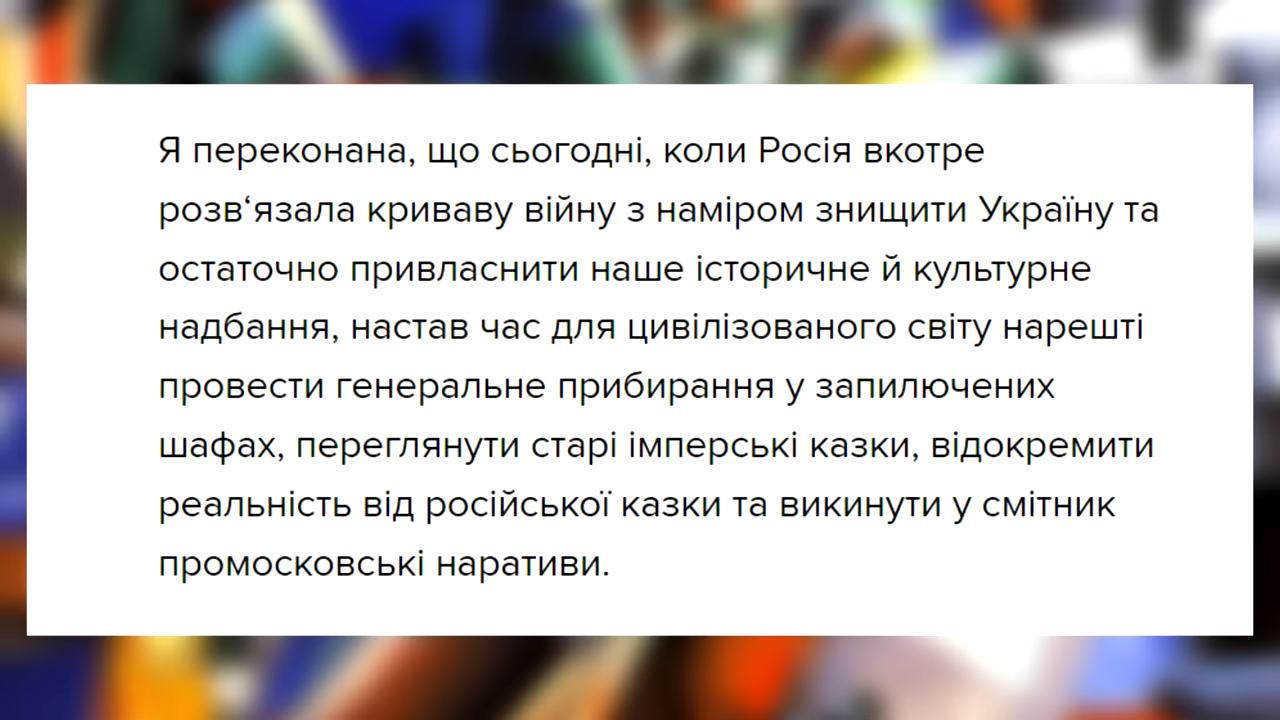 Я переконана, що сьогодні, коли Росія вкотре
розв‘язала криваву війну з наміром знищити Україну та
остаточно привласнити наше історичне й культурне
надбання, настав час для цивілізованого світу нарешті
провести генеральне прибирання у запилючених
шафах, переглянути старі імперські казки, відокремити
реальність від російської казки та викинути у смітник
промосковські наративи.